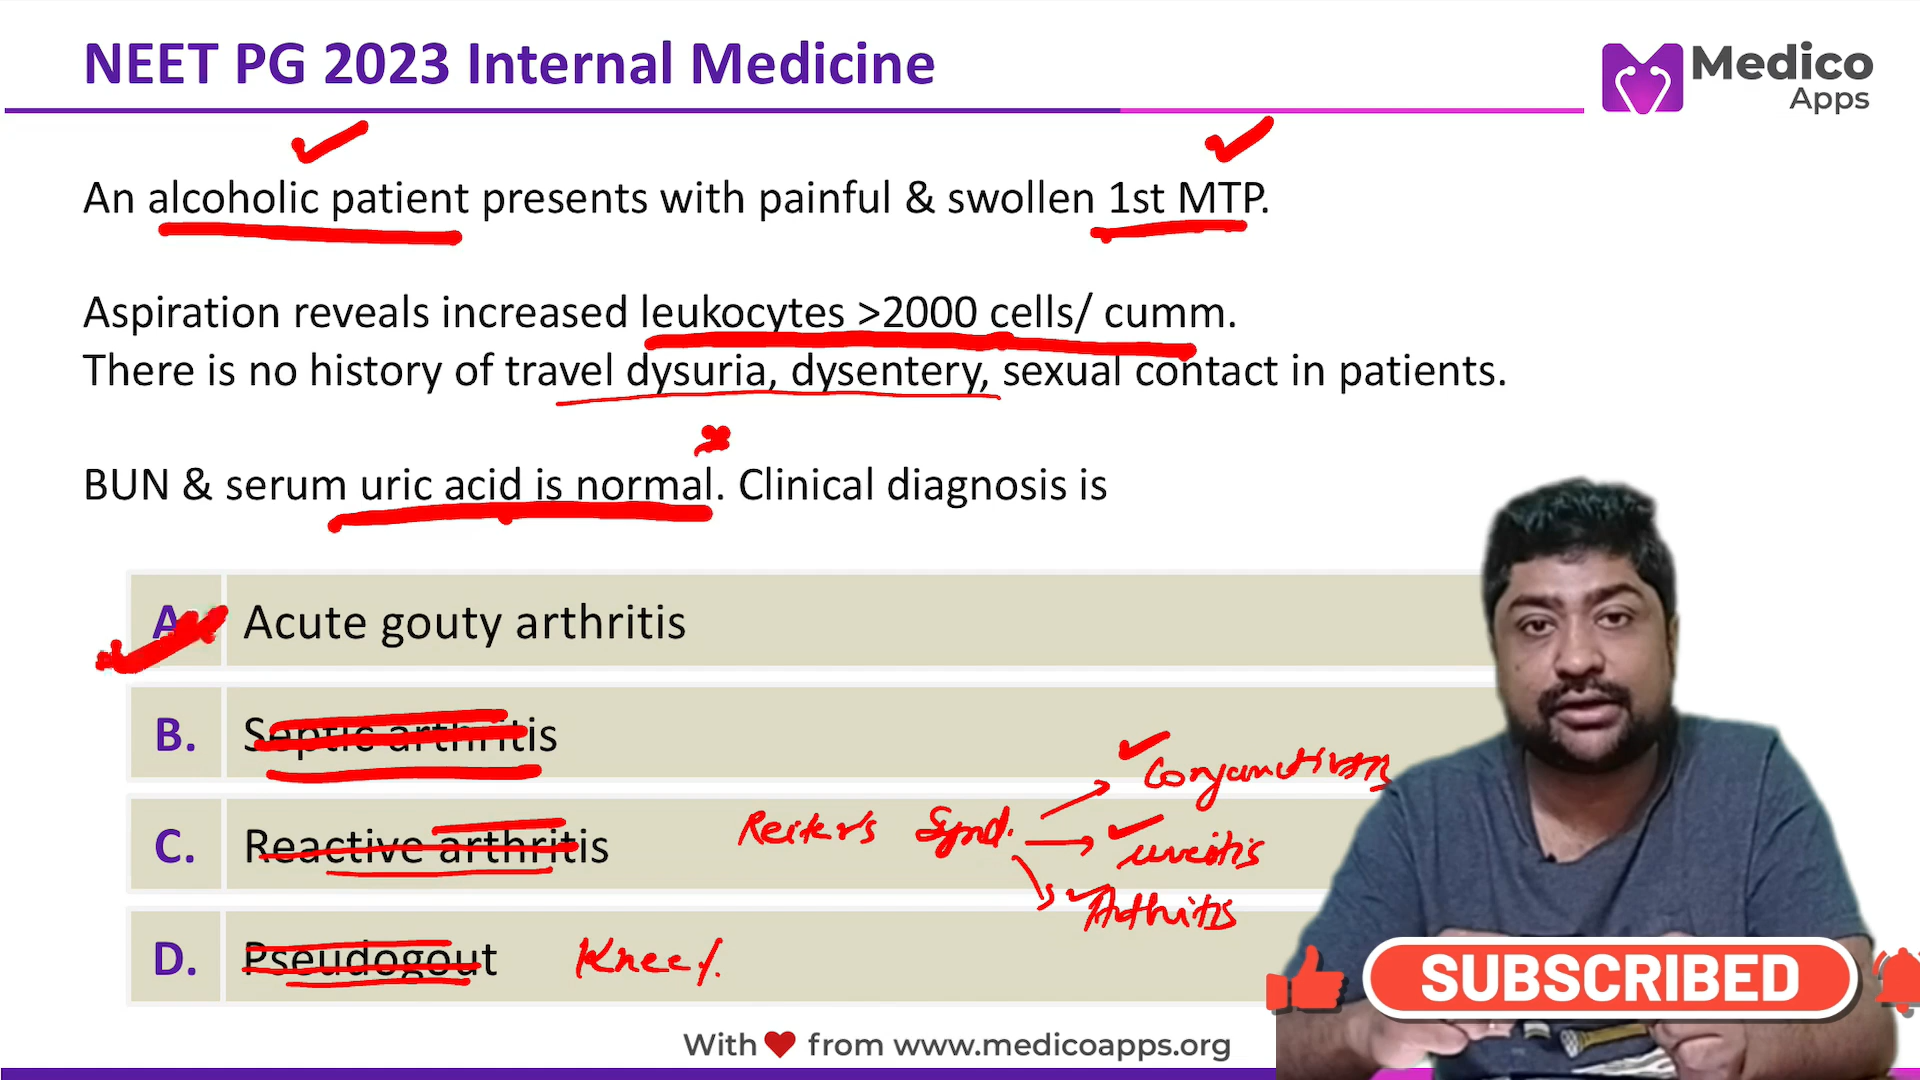 NEET PG 2023 Internal Medicine
Medico
Apps
An alcoholic patient presents with painful & swollen 1st MTP.
Aspiration reveals increased leukocytes >2000 cells/ cumm.
There is no history of travel dysuria, dysentery, sexual contact in patients.
BUN & serum uric acid is normal. Clinical diagnosis is
A. Acute gouty arthritis
B. Septic arthritis
Conjunctivitis
C. Reactive arthritis Reiter's Synd.
uveitis
Arthritis
D. Pseudogout Knee
SUBSCRIBED
With from www.medicoapps.org